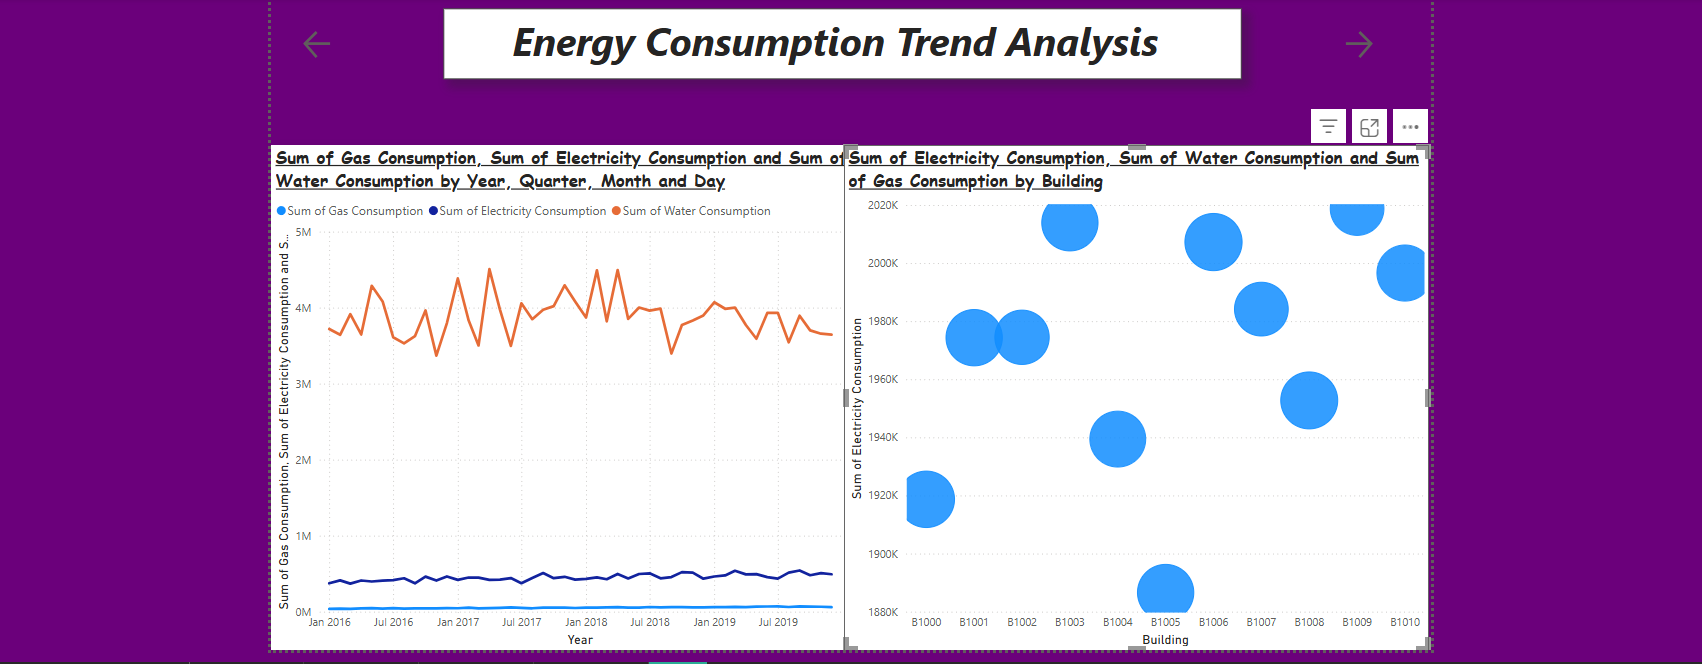 Energy Consumption Trend Analysis
Sum of Gas Consumption, Sum of Electricity Consumption and Sum of
Water Consumption by Year, Quarter, Month and Day
Sum of Gas Consumption Sum of Electricity Consumption Sum of Water Consumption
Sum of Gas Consumption, Sum of Electricity Consumption and S...
5M
4M
3M
2M
1M
0M
Jan 2016 Jul 2016 Jan 2017 Jul 2017 Jan 2018 Jul 2018 Jan 2019 Jul 2019
Year
Sum of Electricity Consumption, Sum of Water Consumption and Sum
of Gas Consumption by Building
Sum of Electricity Consumption
2020K
2000K
1980K
1960K
1940K
1920K
1900K
1880K
B1000 B1001 B1002 B1003 B1004 B1005 B1006 B1007 B1008 B1009 B1010
Building